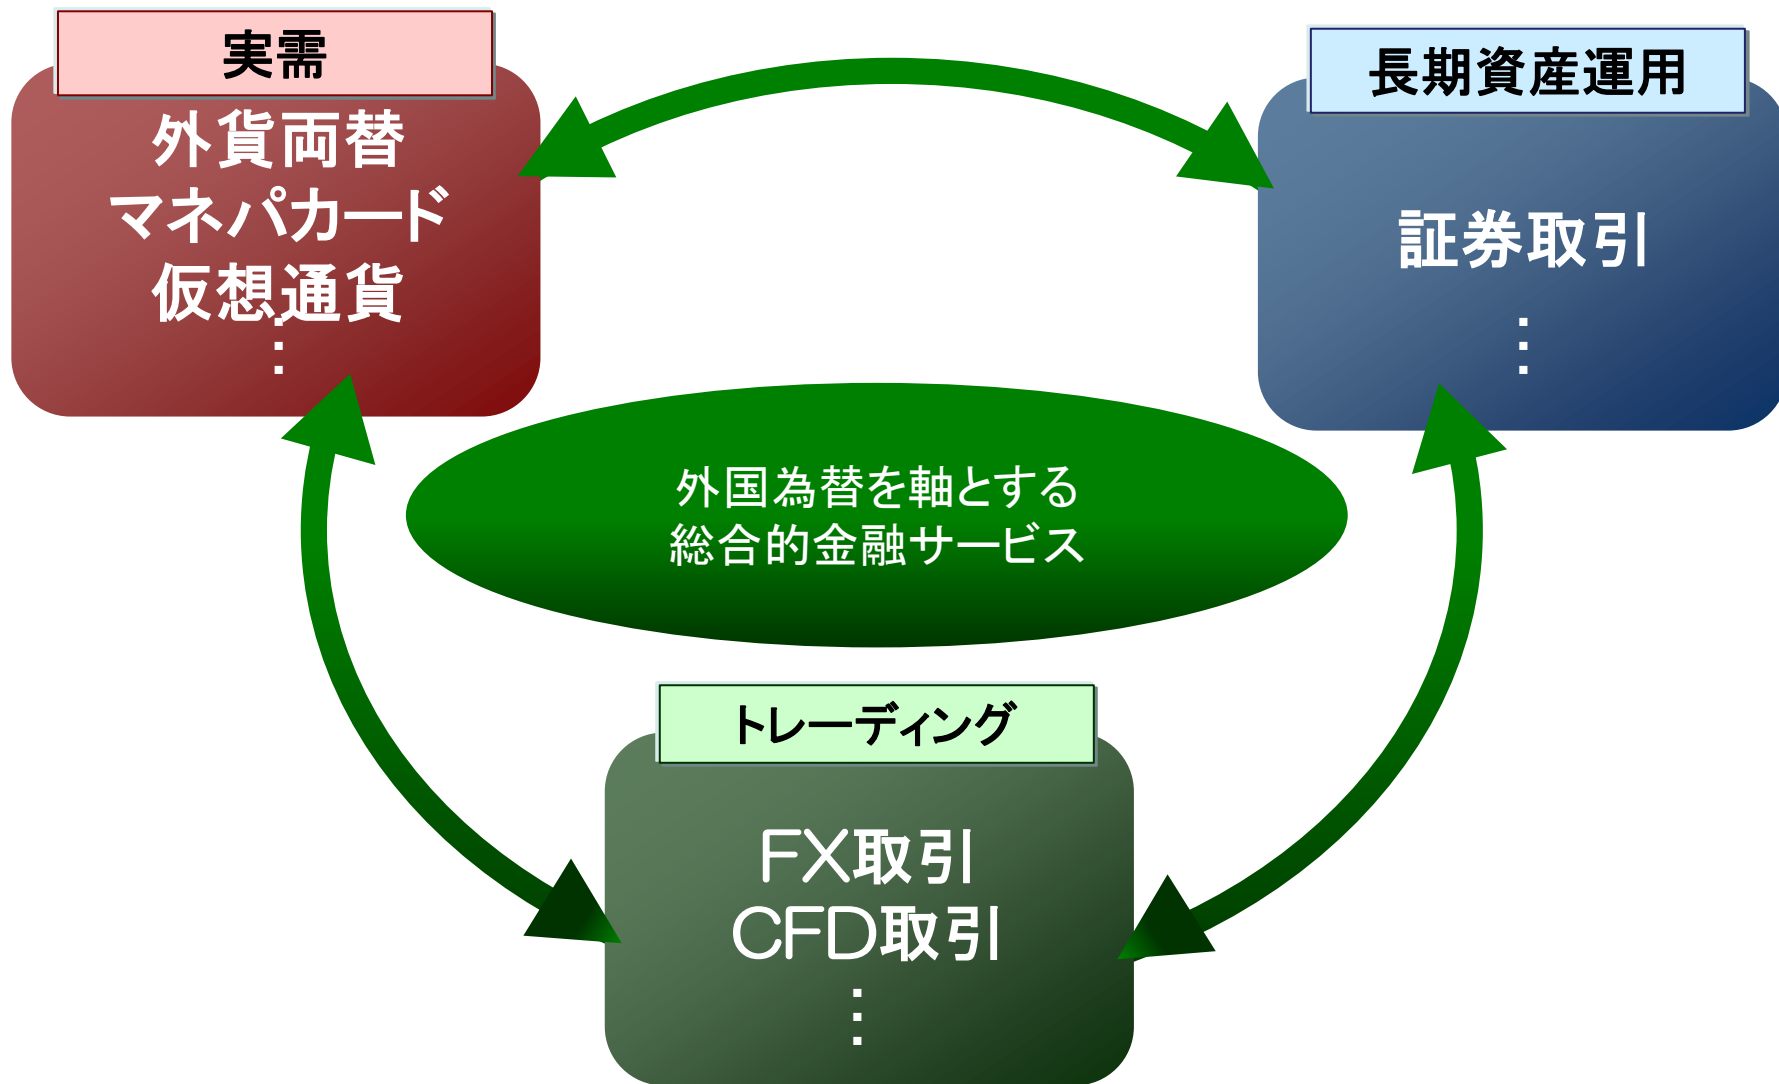 実需
外貨両替
マネパカード
仮想通貨
⋮
長期資産運用
証券取引
⋮
外国為替を軸とする
総合的金融サービス
トレーディング
ＦＸ取引
ＣＦＤ取引
⋮